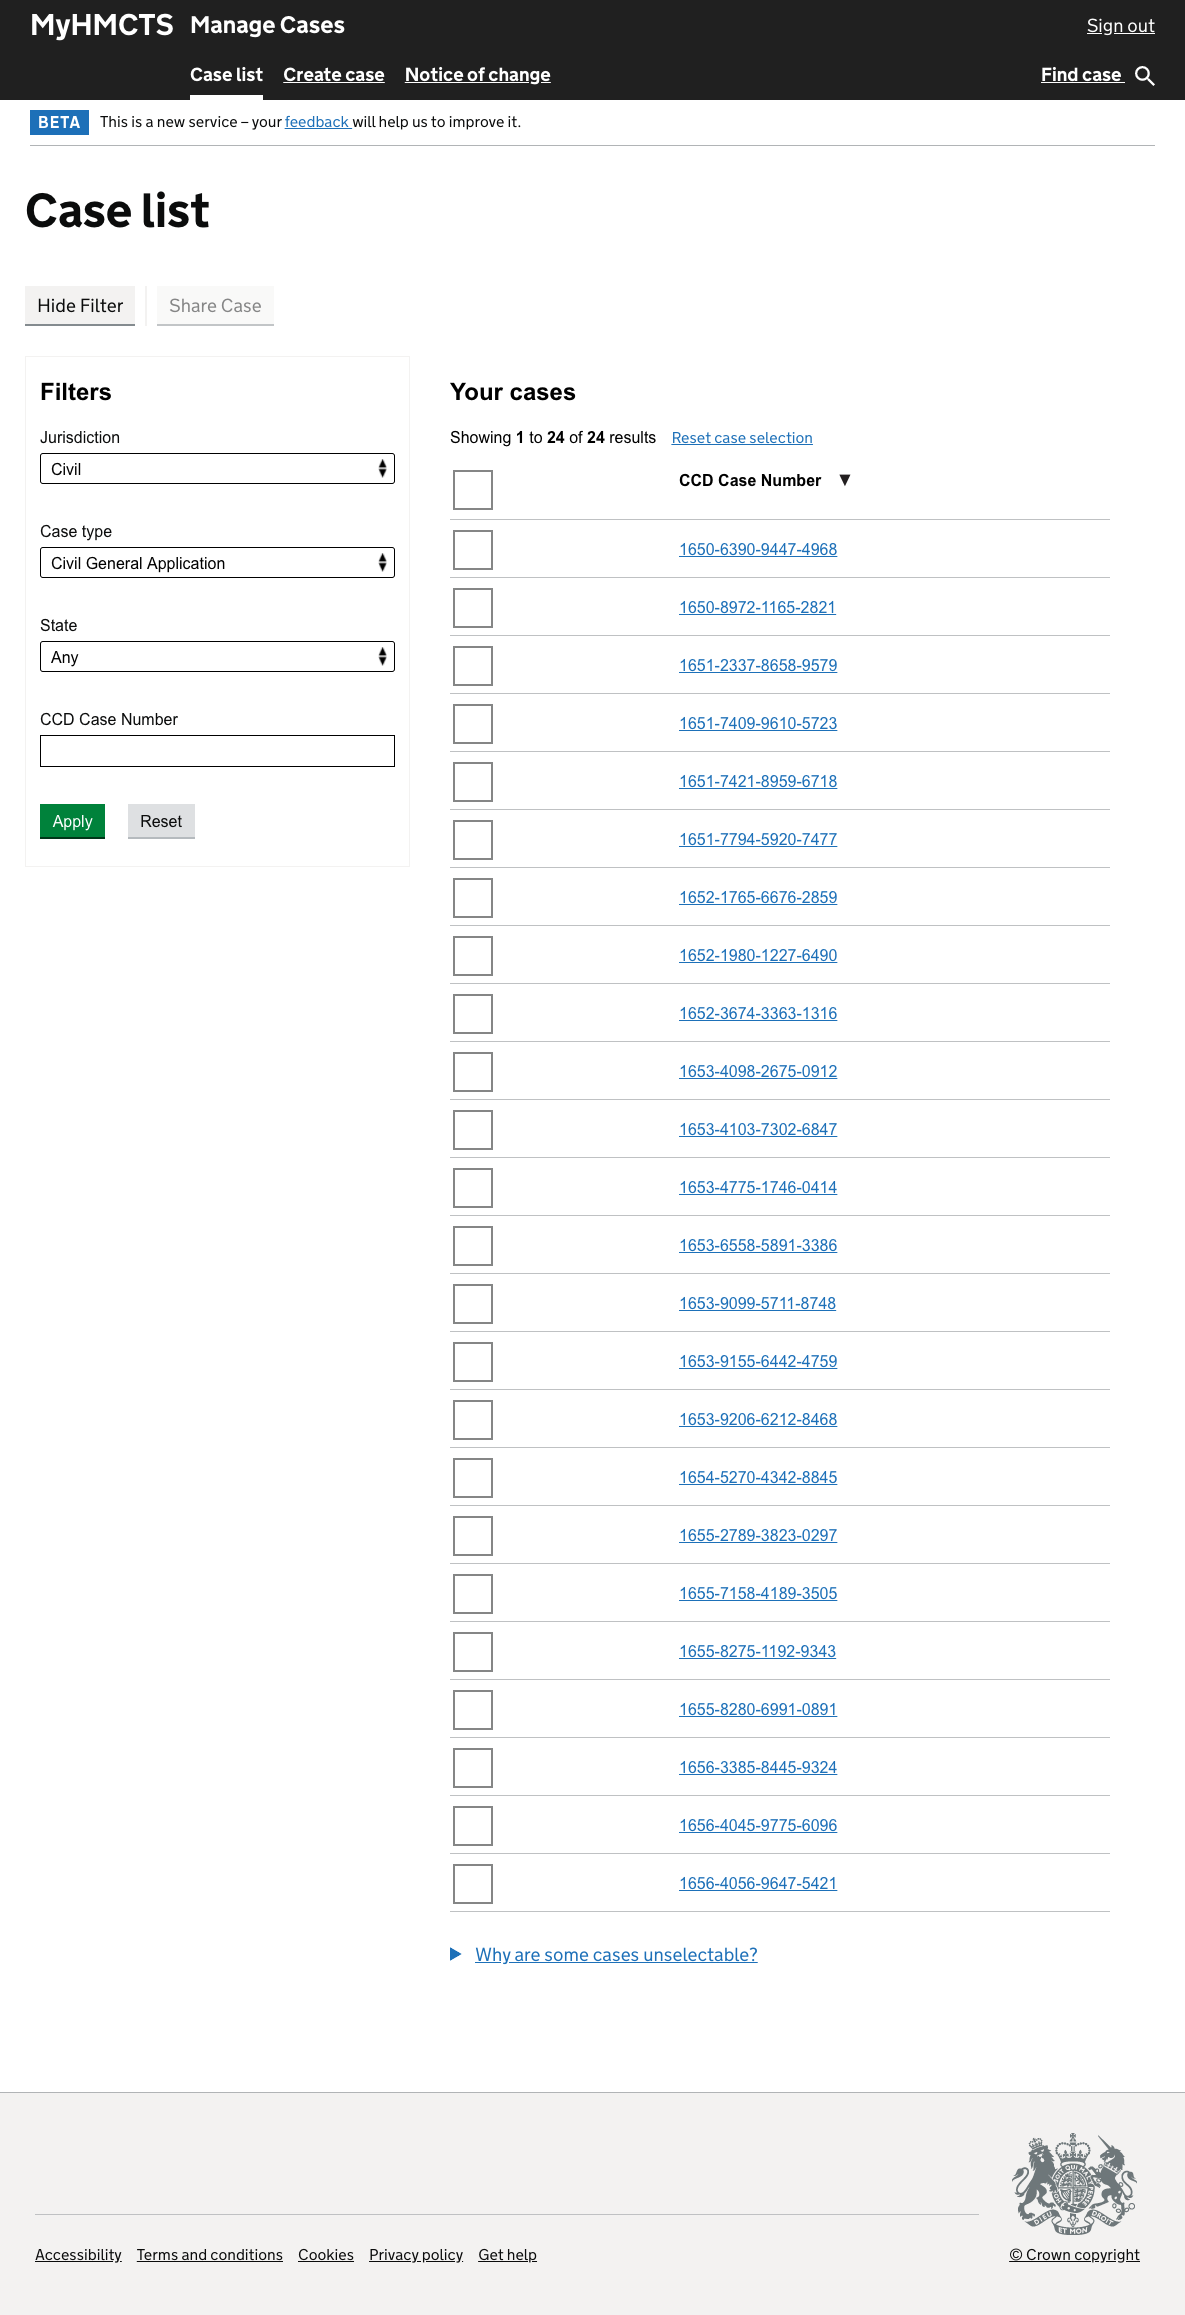 MyHMCTS Manage Cases Sign out
Case list Create case Notice of change Find case
BETA This is a new service – your feedback will help us to improve it.
Case list
Hide Filter Share Case
Filters
Jurisdiction
Civil
Case type
Civil General Application
State
Any
CCD Case Number
Apply Reset
Your cases
Showing 1 to 24 of 24 results Reset case selection
CCD Case Number ▼
1650-6390-9447-4968
1650-8972-1165-2821
1651-2337-8658-9579
1651-7409-9610-5723
1651-7421-8959-6718
1651-7794-5920-7477
1652-1765-6676-2859
1652-1980-1227-6490
1652-3674-3363-1316
1653-4098-2675-0912
1653-4103-7302-6847
1653-4775-1746-0414
1653-6558-5891-3386
1653-9099-5711-8748
1653-9155-6442-4759
1653-9206-6212-8468
1654-5270-4342-8845
1655-2789-3823-0297
1655-7158-4189-3505
1655-8275-1192-9343
1655-8280-6991-0891
1656-3385-8445-9324
1656-4045-9775-6096
1656-4056-9647-5421
Why are some cases unselectable?
DIEU ET MON DROIT
Accessibility Terms and conditions Cookies Privacy policy Get help © Crown copyright